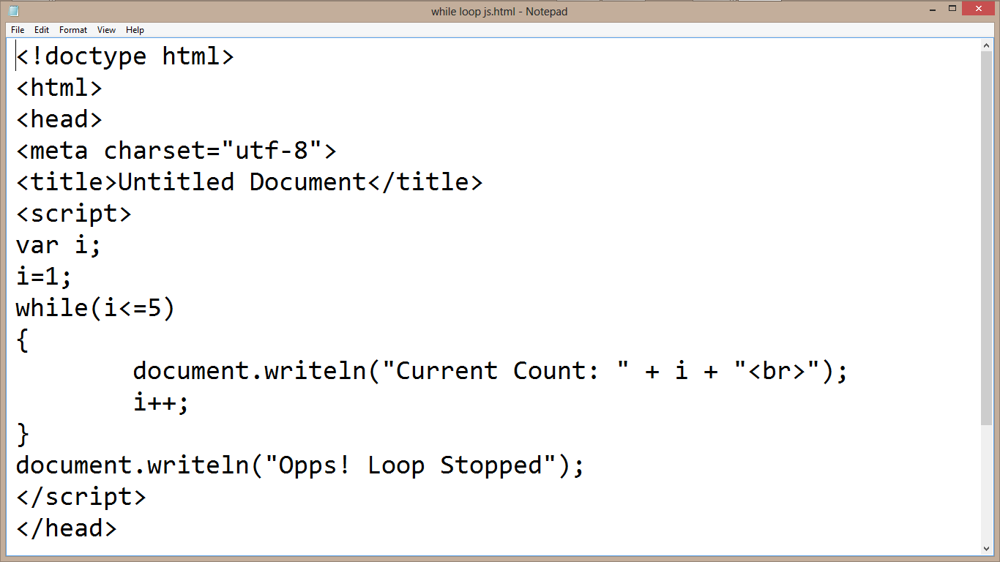 while loop js.html - Notepad
File Edit Format View Help
<!doctype html>
<html>
<head>
<meta charset="utf-8">
<title>Untitled Document</title>
<script>
var i;
i=1;
while(i<=5)
{
        document.writeln("Current Count: " + i + "<br>");
        i++;
}
document.writeln("Opps! Loop Stopped");
</script>
</head>